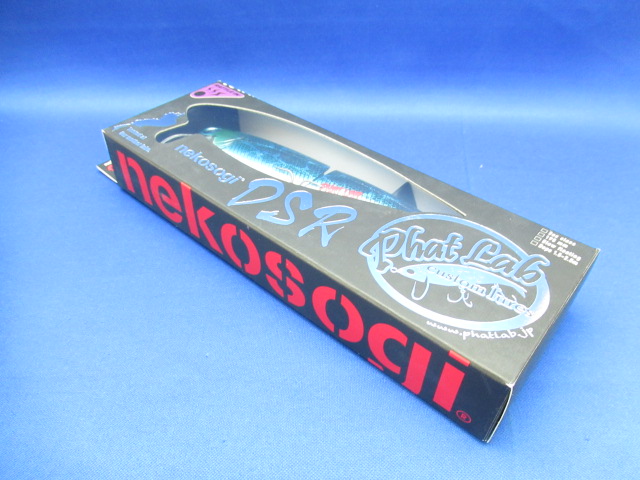 nekosogi
DSR
Phat Lab
custom lures
www.phatlab.jp
nekosogi®